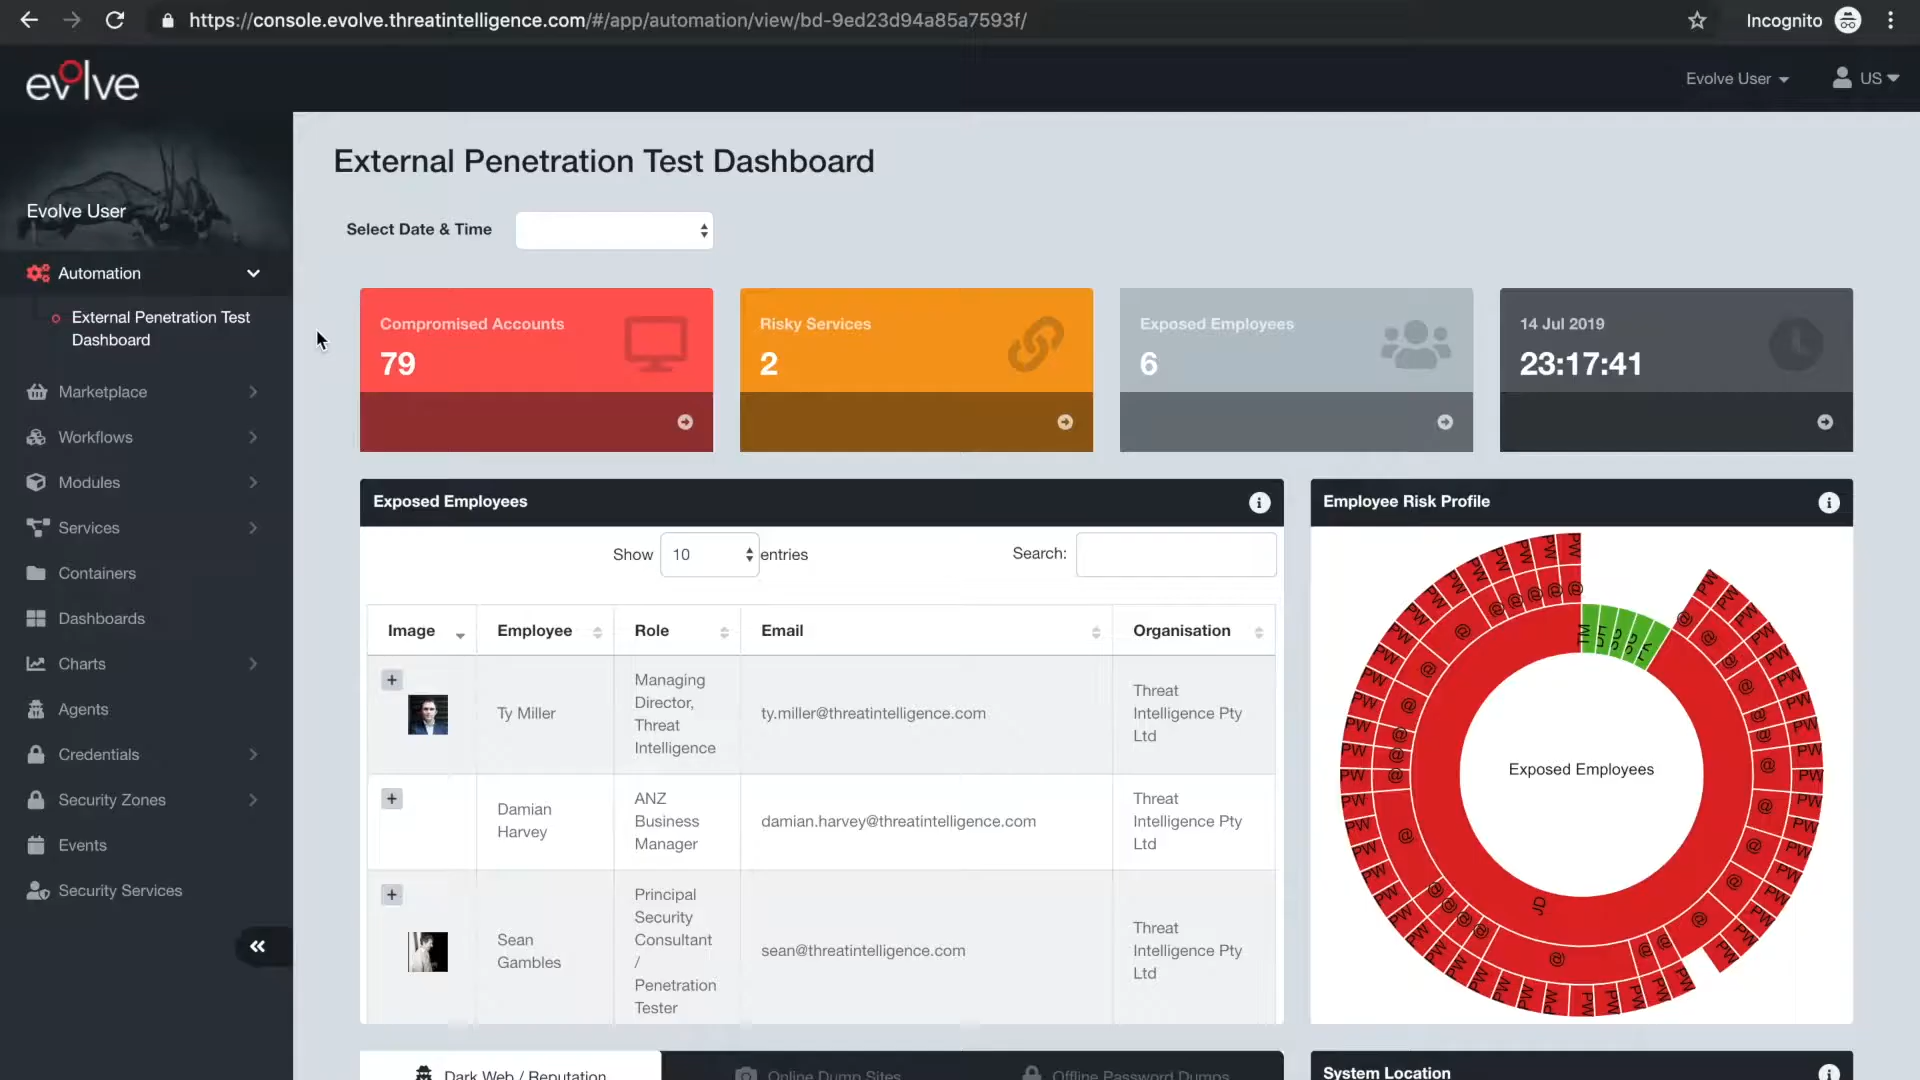 https://console.evolve.threatintelligence.com/#/app/automation/view/bd-9ed23d94a85a7593f/
Incognito
evolve
Evolve User
US
Evolve User
Automation
External Penetration Test
Dashboard
Marketplace
Workflows
Modules
Services
Containers
Dashboards
Charts
Agents
Credentials
Security Zones
Events
Security Services
External Penetration Test Dashboard
Select Date & Time
Compromised Accounts
79
Risky Services
2
Exposed Employees
6
14 Jul 2019
23:17:41
Exposed Employees
Show 10 entries
Search:
Image Employee Role Email Organisation
Ty Miller
Managing
Director,
Threat
Intelligence
ty.miller@threatintelligence.com
Threat
Intelligence Pty
Ltd
Damian
Harvey
ANZ
Business
Manager
damian.harvey@threatintelligence.com
Threat
Intelligence Pty
Ltd
Sean
Gambles
Principal
Security
Consultant
/
Penetration
Tester
sean@threatintelligence.com
Threat
Intelligence Pty
Ltd
Employee Risk Profile
TM
DH
SG
JD
PW
@
Exposed Employees
Dark Web / Reputation
Online Dump Sites
Offline Password Dumps
System Location